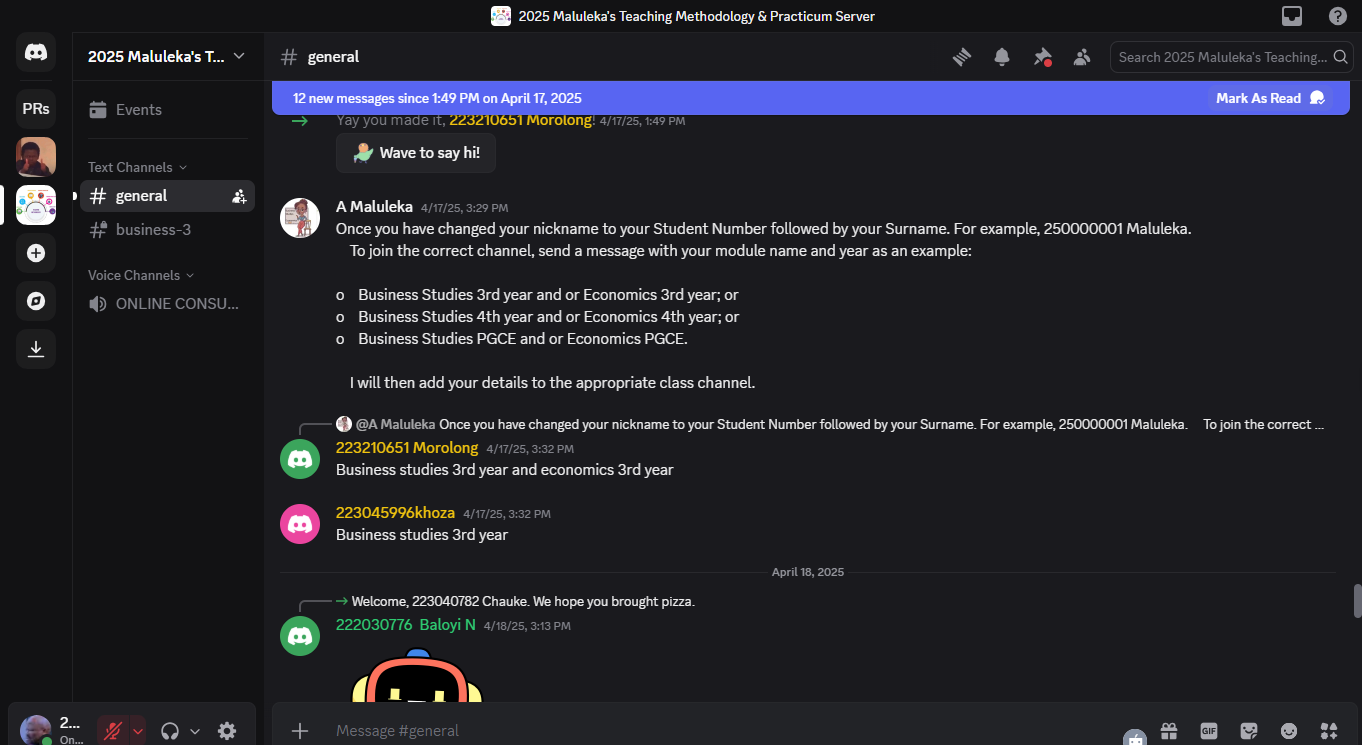 2025 Maluleka's Teaching Methodology & Practicum Server
2025 Maluleka's T...
general
Search 2025 Maluleka's Teaching...
PRs
Events
Text Channels
general
business-3
Voice Channels
ONLINE CONSU...
12 new messages since 1:49 PM on April 17, 2025
Mark As Read
Yay you made it, 223210651 Morolong! 4/17/25, 1:49 PM
Wave to say hi!
A Maluleka 4/17/25, 3:29 PM
Once you have changed your nickname to your Student Number followed by your Surname. For example, 250000001 Maluleka.
To join the correct channel, send a message with your module name and year as an example:
o Business Studies 3rd year and or Economics 3rd year; or
o Business Studies 4th year and or Economics 4th year; or
o Business Studies PGCE and or Economics PGCE.
I will then add your details to the appropriate class channel.
@A Maluleka Once you have changed your nickname to your Student Number followed by your Surname. For example, 250000001 Maluleka. To join the correct ...
223210651 Morolong 4/17/25, 3:32 PM
Business studies 3rd year and economics 3rd year
223045996khoza 4/17/25, 3:32 PM
Business studies 3rd year
April 18, 2025
Welcome, 223040782 Chauke. We hope you brought pizza.
222030776 Baloyi N 4/18/25, 3:13 PM
2...
On...
Message #general
GIF